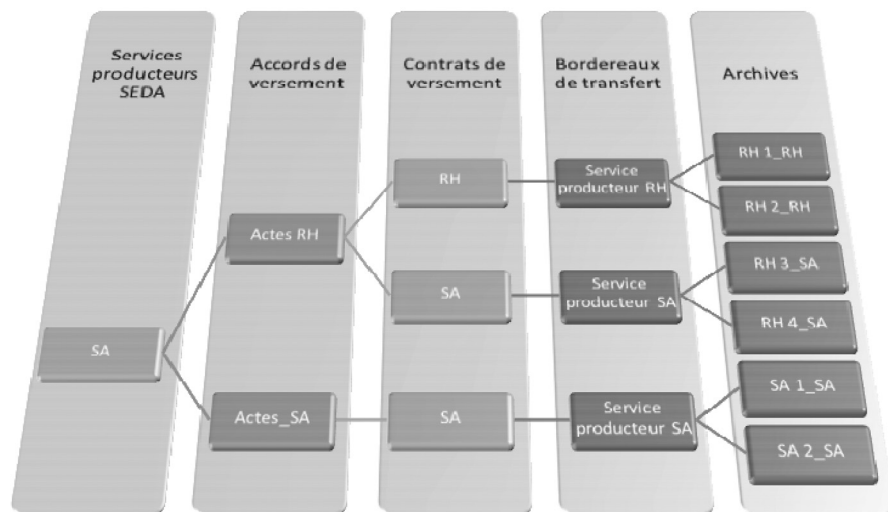 Services
producteurs
SEDA
Accords de
versement
Contrats de
versement
Bordereaux
de transfert
Archives
SA
Actes RH
Actes_SA
RH
SA
SA
Service
producteur RH
Service
producteur SA
Service
producteur SA
RH 1_RH
RH 2_RH
RH 3_SA
RH 4_SA
SA 1_SA
SA 2_SA